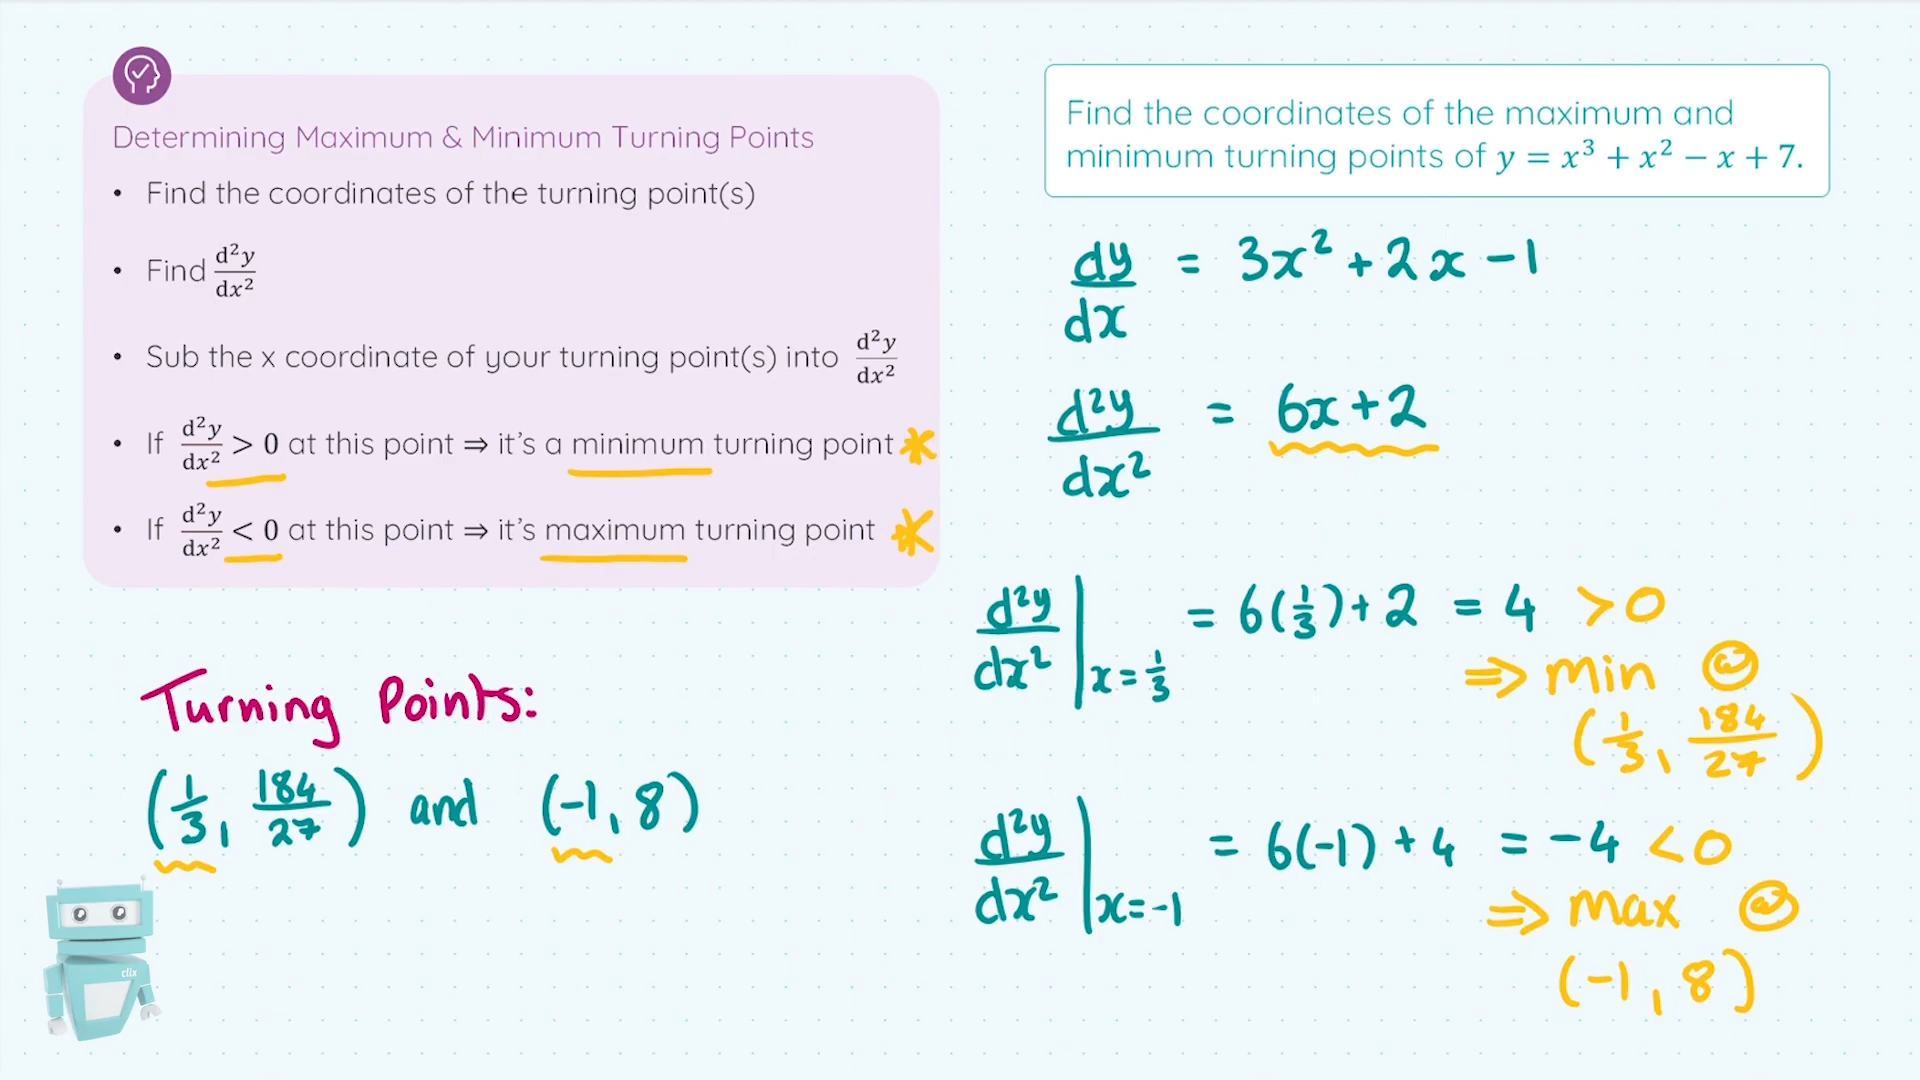 Determining Maximum & Minimum Turning Points
• Find the coordinates of the turning point(s)
• Find d²y/dx²
• Sub the x coordinate of your turning point(s) into d²y/dx²
• If d²y/dx² > 0 at this point ⇒ it's a minimum turning point *
• If d²y/dx² < 0 at this point ⇒ it's maximum turning point *
Turning Points:
(1/3, 184/27) and (-1, 8)
clix
Find the coordinates of the maximum and
minimum turning points of y = x³ + x² − x + 7.
dy/dx = 3x² + 2x - 1
d²y/dx² = 6x + 2
d²y/dx² | x = 1/3 = 6(1/3) + 2 = 4 > 0
⇒ min @
(1/3, 184/27)
d²y/dx² | x = -1 = 6(-1) + 4 = -4 < 0
⇒ max @
(-1, 8)